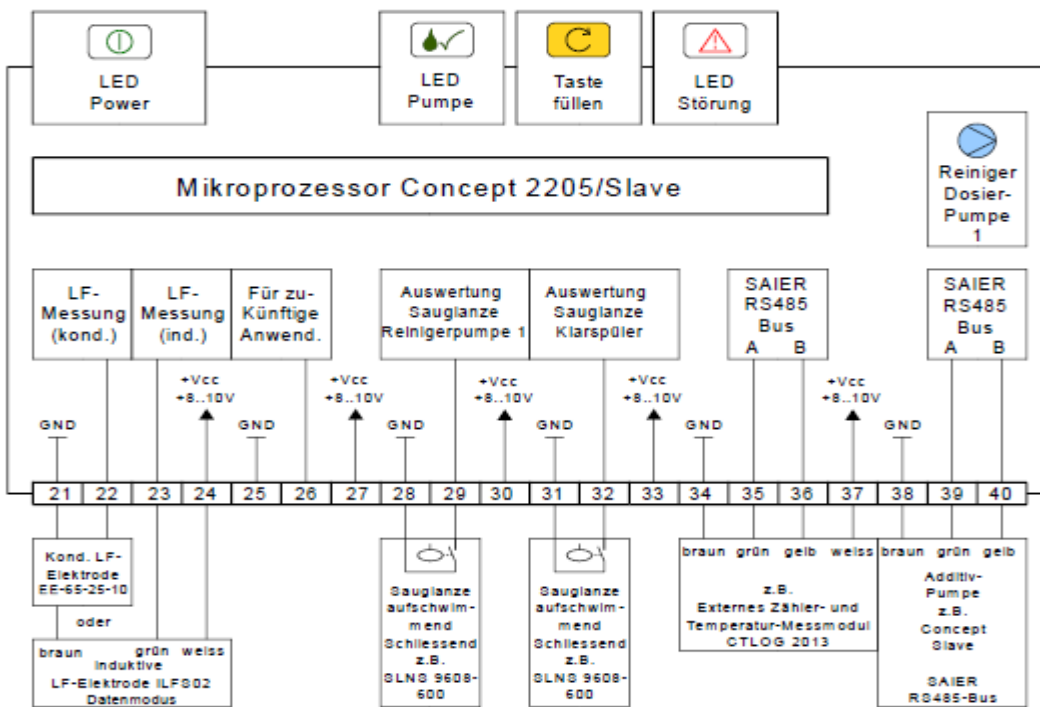 LED
Power
LED
Pumpe
Taste
füllen
LED
Störung
Reiniger
Dosier-
Pumpe
1
Mikroprozessor Concept 2205/Slave
LF-
Messung
(kond.)
LF-
Messung
(ind.)
Für zu-
Künftige
Anwend.
Auswertung
Sauglanze
Reinigerpumpe 1
Auswertung
Sauglanze
Klarspüler
SAIER
RS485
Bus
A B
SAIER
RS485
Bus
A B
GND
+Vcc
+8..10V
GND
+Vcc
+8..10V
GND
+Vcc
+8..10V
GND
+Vcc
+8..10V
GND
+Vcc
+8..10V
GND
21 22 23 24 25 26 27 28 29 30 31 32 33 34 35 36 37 38 39 40
Kond. LF-
Elektrode
EE-65-25-10
oder
braun grün weiss
Induktive
LF-Elektrode ILFS02
Datenmodus
Sauglanze
aufschwim-
mend
Schliessend
z.B.
SLNS 9608-
600
Sauglanze
aufschwim-
mend
Schliessend
z.B.
SLNS 9608-
600
braun grün gelb weiss
z.B.
Externes Zähler- und
Temperatur-Messmodul
CTLOG 2013
braun grün gelb
Additiv-
Pumpe
z.B.
Concept
Slave
SAIER
RS485-Bus